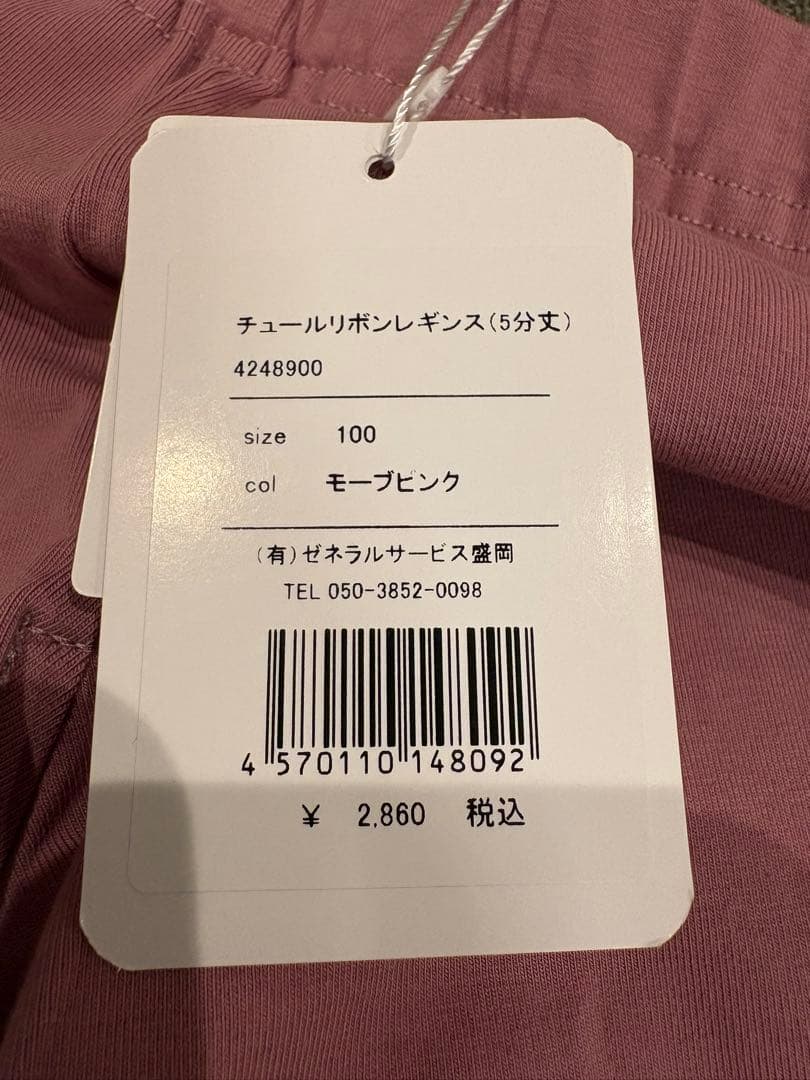 チュールリボンレギンス(5分丈)
4248900
size 100
col モーブピンク
(有)ゼネラルサービス盛岡
TEL 050-3852-0098
4 570110 148092
¥ 2,860 税込